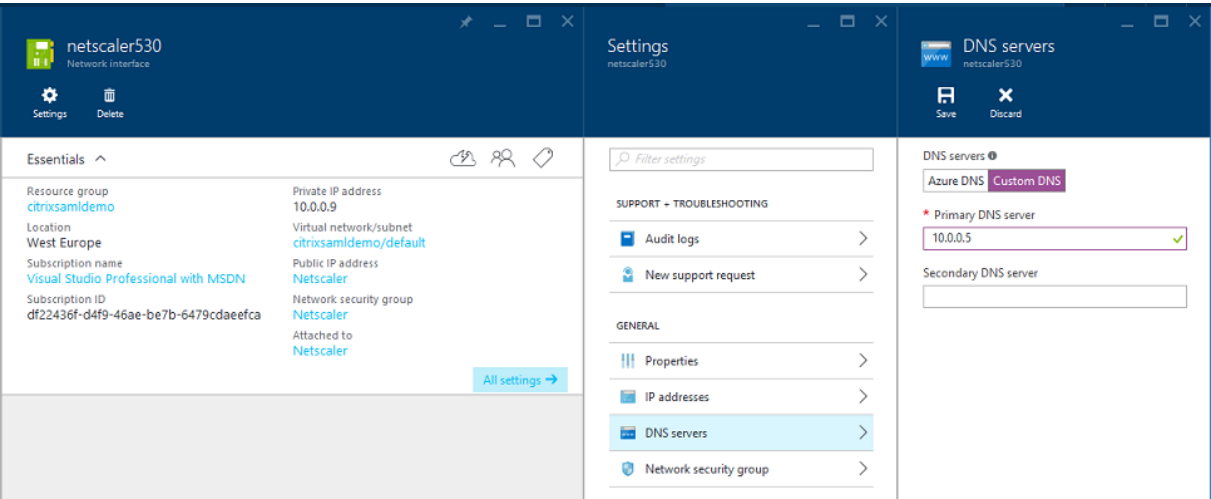 netscaler530
Network interface
Settings
Delete
Essentials
Resource group
citrixsamldemo
Location
West Europe
Subscription name
Visual Studio Professional with MSDN
Subscription ID
df22436f-d4f9-46ae-be7b-6479cdaeefca
Private IP address
10.0.0.9
Virtual network/subnet
citrixsamldemo/default
Public IP address
Netscaler
Network security group
Netscaler
Attached to
Netscaler
All settings
Settings
netscaler530
Filter settings
SUPPORT + TROUBLESHOOTING
Audit logs
New support request
GENERAL
Properties
IP addresses
DNS servers
Network security group
www
DNS servers
netscaler530
Save
Discard
DNS servers
Azure DNS Custom DNS
* Primary DNS server
10.0.0.5
Secondary DNS server